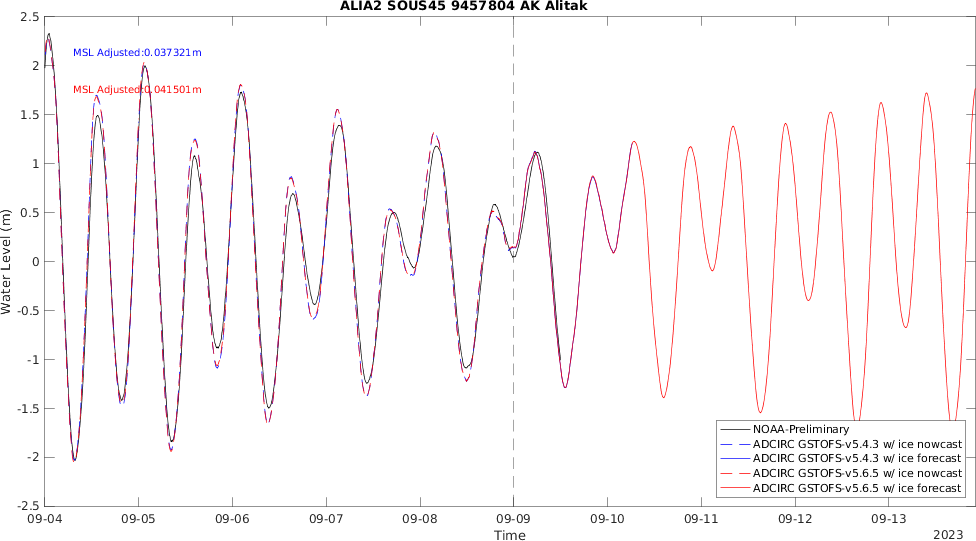 ALIA2 SOUS45 9457804 AK Alitak
MSL Adjusted:0.037321m
MSL Adjusted:0.041501m
Water Level (m)
2.5
2
1.5
1
0.5
0
-0.5
-1
-1.5
-2
-2.5
NOAA-Preliminary
ADCIRC GSTOFS-v5.4.3 w/ ice nowcast
ADCIRC GSTOFS-v5.4.3 w/ ice forecast
ADCIRC GSTOFS-v5.6.5 w/ ice nowcast
ADCIRC GSTOFS-v5.6.5 w/ ice forecast
09-04 09-05 09-06 09-07 09-08 09-09 09-10 09-11 09-12 09-13
Time
2023